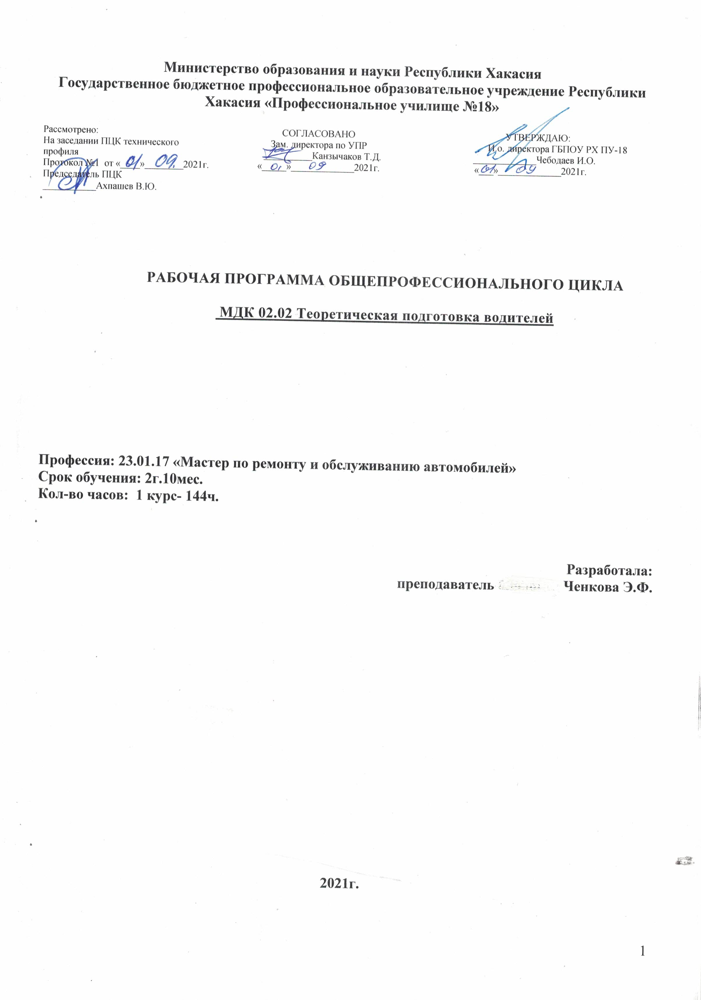 Министерство образования и науки Республики Хакасия
Государственное бюджетное профессиональное образовательное учреждение Республики
Хакасия «Профессиональное училище №18»
Рассмотрено:
На заседании ПЦК технического
профиля
Протокол №1 от «01» 09. 2021г.
Председатель ПЦК
____________Ахпашев В.Ю.
СОГЛАСОВАНО
Зам. директора по УПР
____________Канзычаков Т.Д.
«01» 09 2021г.
УТВЕРЖДАЮ:
И.о. директора ГБПОУ РХ ПУ-18
____________Чебодаев И.О.
«01» 09 2021г.
РАБОЧАЯ ПРОГРАММА ОБЩЕПРОФЕССИОНАЛЬНОГО ЦИКЛА
МДК 02.02 Теоретическая подготовка водителей
Профессия: 23.01.17 «Мастер по ремонту и обслуживанию автомобилей»
Срок обучения: 2г.10мес.
Кол-во часов: 1 курс- 144ч.
Разработала:
преподаватель Ченкова Э.Ф.
2021г.
1